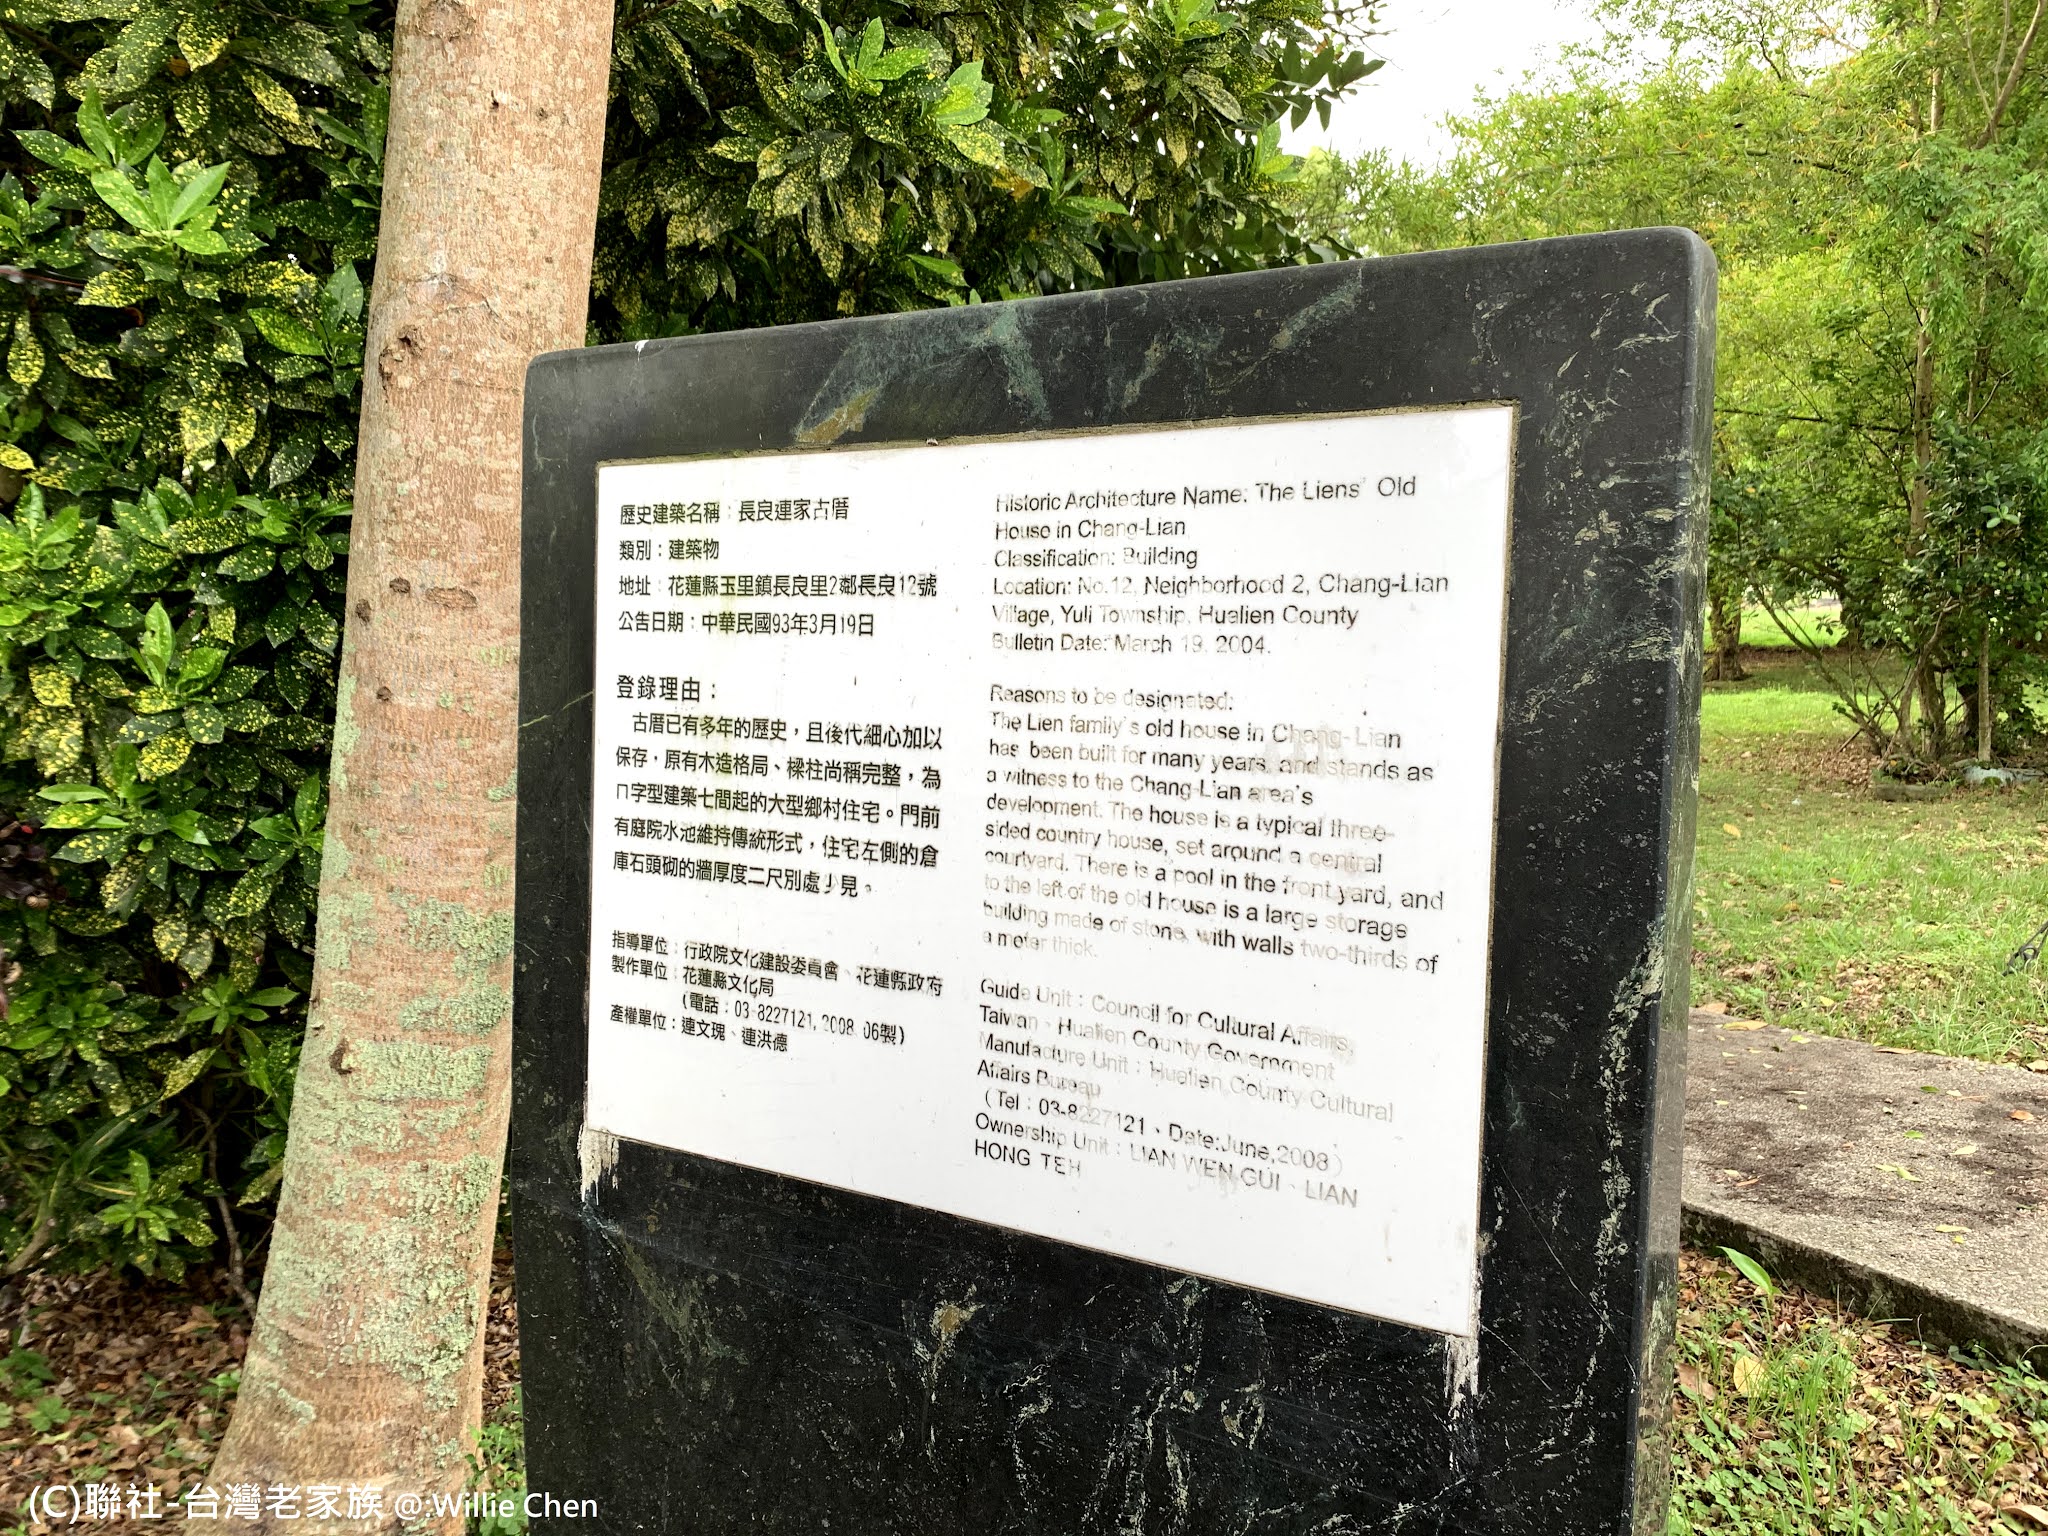 歷史建築名稱：長良連家古厝
類別：建築物
地址：花蓮縣玉里鎮長良里2鄰長良12號
公告日期：中華民國93年3月19日
登錄理由：
古厝已有多年的歷史，且後代細心加以
保存，原有木造格局、樑柱尚稱完整，為
ㄇ字型建築七間起的大型鄉村住宅。門前
有庭院水池維持傳統形式，住宅左側的倉
庫石頭砌的牆厚度二尺別處少見。
指導單位：行政院文化建設委員會、花蓮縣政府
製作單位：花蓮縣文化局
(電話：03-8227121, 2008. 06製)
產權單位：連文瑰、連洪德
Historic Architecture Name: The Liens' Old
House in Chang-Lian
Classification: Building
Location: No.12, Neighborhood 2, Chang-Lian
Village, Yuli Township, Hualien County
Bulletin Date: March 19, 2004.
Reasons to be designated:
The Lien family's old house in Chang-Lian
has been built for many years, and stands as
a witness to the Chang-Lian area's
development. The house is a typical three-
sided country house, set around a central
courtyard. There is a pool in the front yard, and
to the left of the old house is a large storage
building made of stone, with walls two-thirds of
a meter thick.
Guide Unit：Council for Cultural Affairs,
Taiwan、Hualien County Government
Manufacture Unit：Hualien County Cultural
Affairs Bureau
（Tel：03-8227121、Date:June,2008）
Ownership Unit：LIAN WEN GUI、LIAN
HONG TEH
(C)聯社-台灣老家族 @.Willie Chen